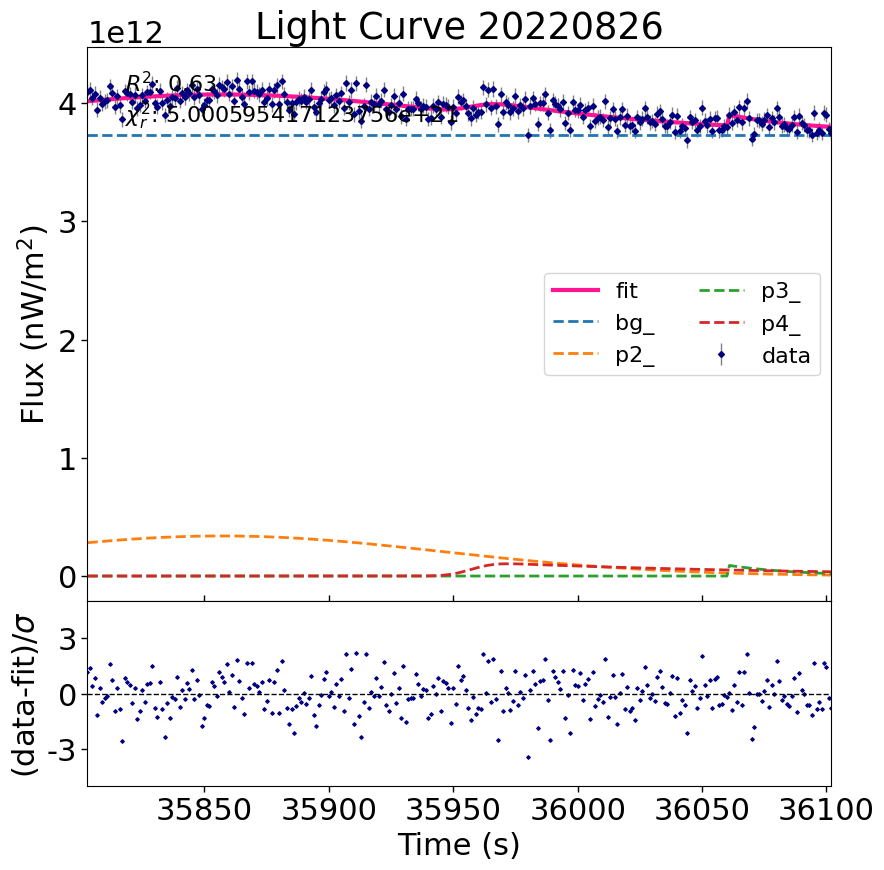 Light Curve 20220826
1e12
R²: 0.63
χ²ᵣ: 5.000595417123756e+21
Flux (nW/m²)
4
3
2
1
0
fit
bg_
p2_
p3_
p4_
data
(data-fit)/σ
3
0
-3
35850 35900 35950 36000 36050 36100
Time (s)